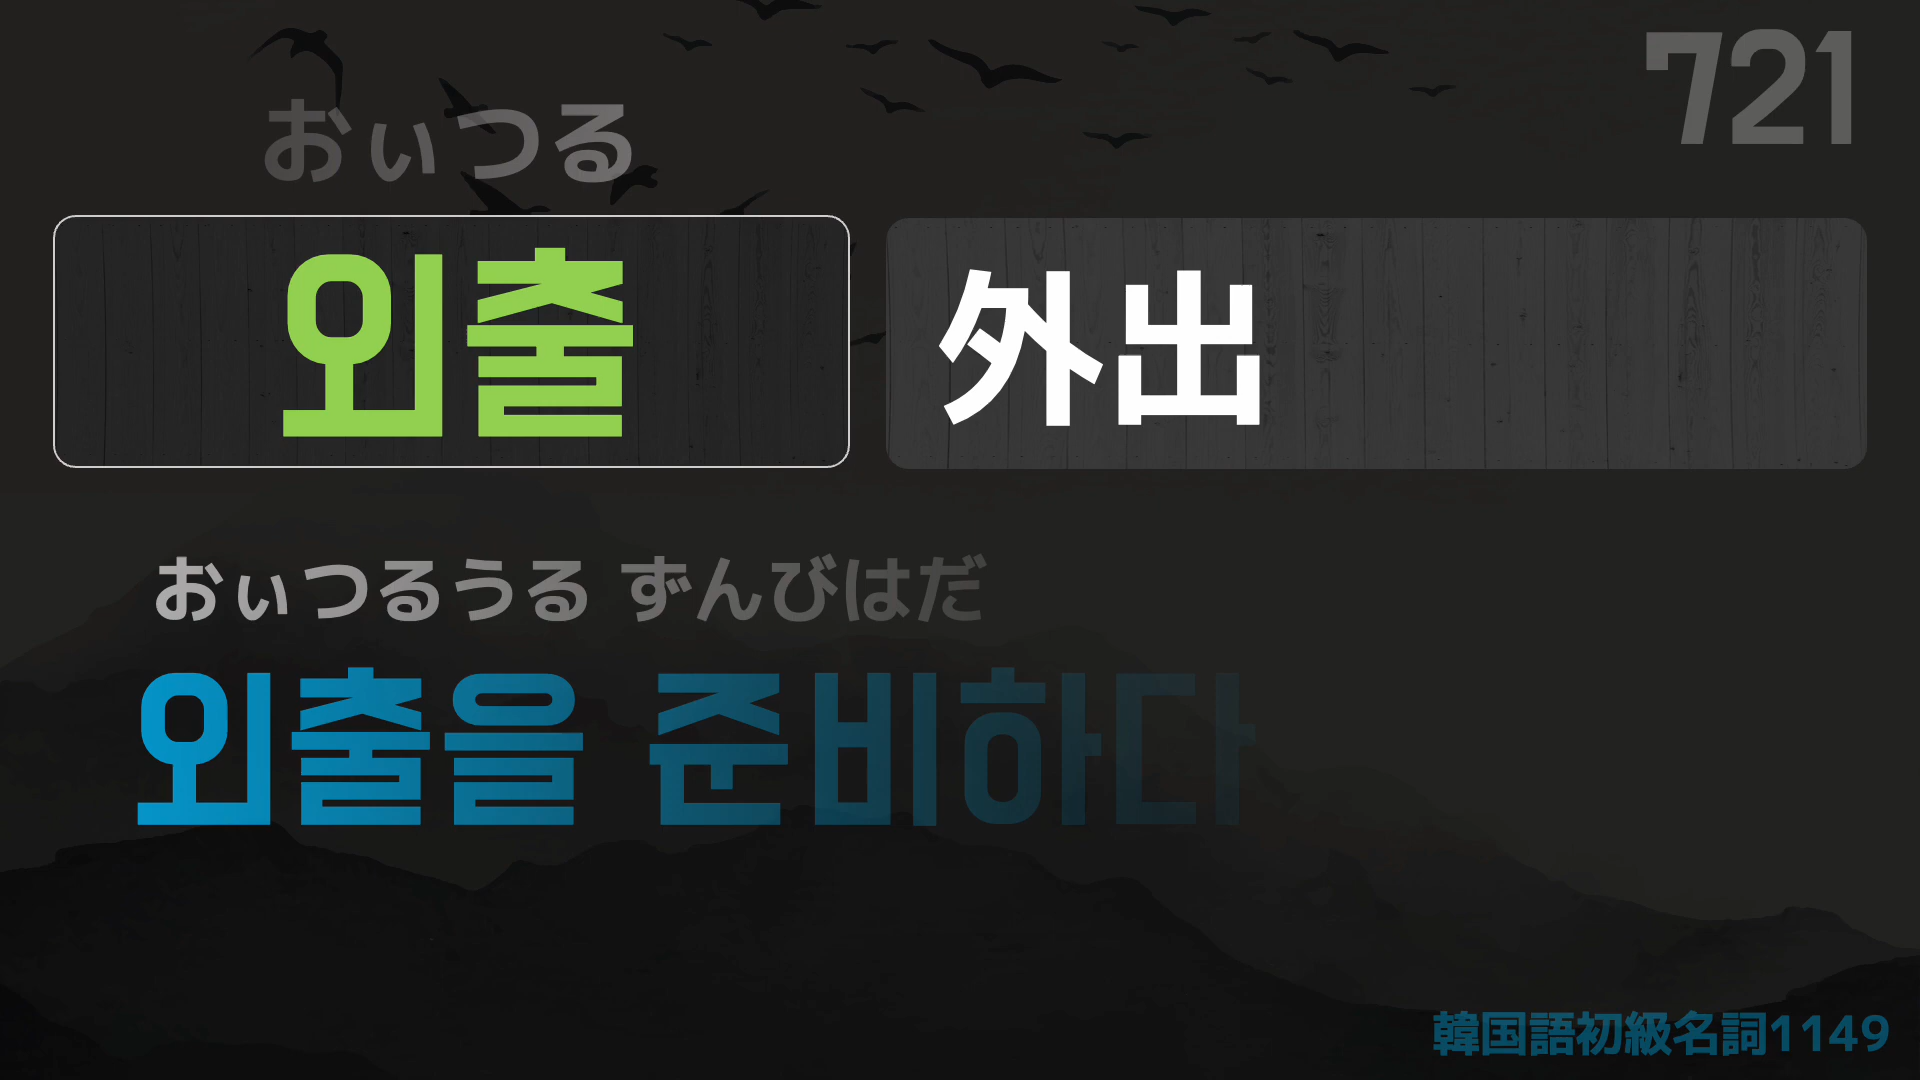 721
おぃつる
외출
外出
おぃつるうる ずんびはだ
외출을 준비하다
韓国語初級名詞1149